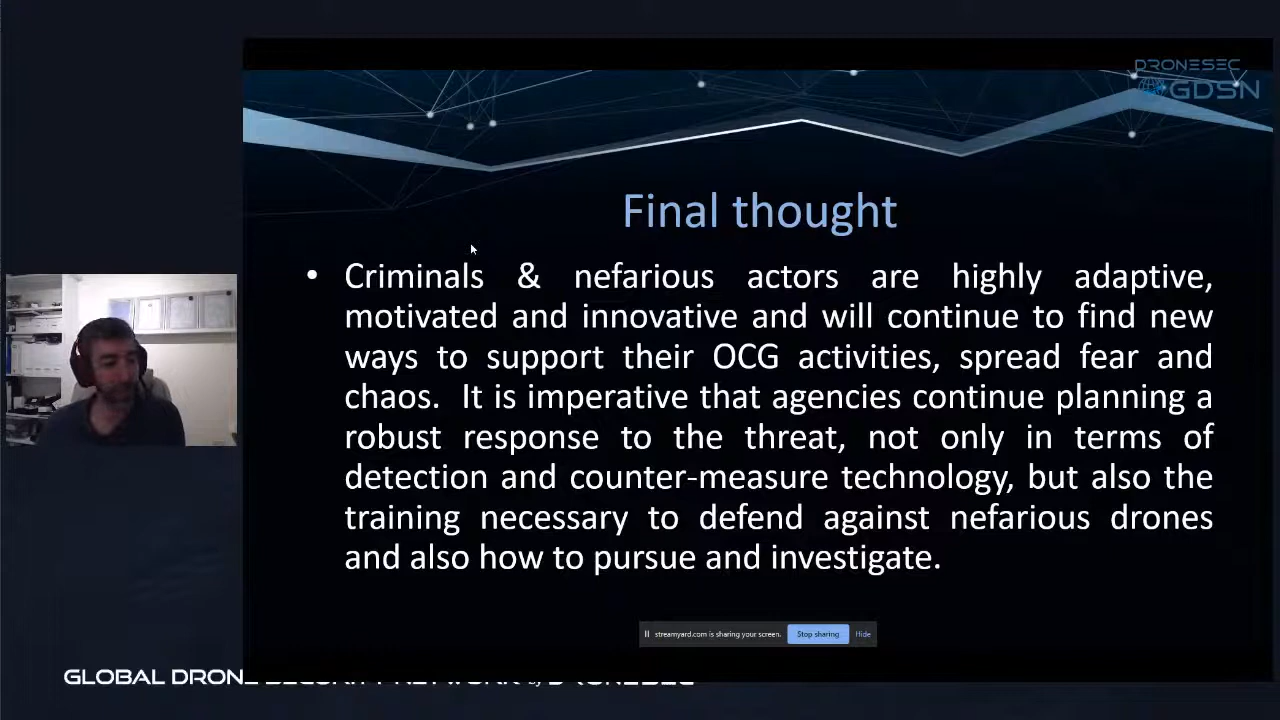 DRONESEC
GDSN
Final thought
• Criminals & nefarious actors are highly adaptive,
motivated and innovative and will continue to find new
ways to support their OCG activities, spread fear and
chaos. It is imperative that agencies continue planning a
robust response to the threat, not only in terms of
detection and counter-measure technology, but also the
training necessary to defend against nefarious drones
and also how to pursue and investigate.
streamyard.com is sharing your screen. Stop sharing Hide
GLOBAL DRONE